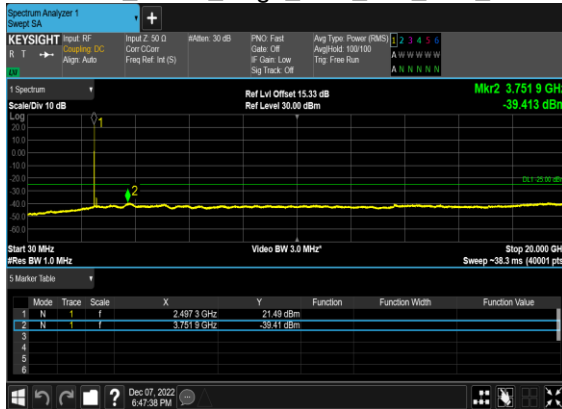 Spectrum Analyzer 1
Swept SA
KEYSIGHT Input: RF Input Z: 50 Ω #Atten: 30 dB PNO: Fast Avg Type: Power (RMS) 1 2 3 4 5 6
R T Coupling: DC Corr CCorr Gate: Off Avg|Hold: 100/100 A W W W W W
Align: Auto Freq Ref: Int (S) IF Gain: Low Trig: Free Run
LU Sig Track: Off A N N N N N
1 Spectrum Ref Lvl Offset 15.33 dB Mkr2 3.751 9 GHz
Scale/Div 10 dB Ref Level 30.00 dBm -39.413 dBm
Log
20.0
10.0
0.00
-10.0
-20.0
-30.0
-40.0
-50.0
-60.0
1
2
DL1 -25.00 dBm
Start 30 MHz Video BW 3.0 MHz* Stop 20.000 GHz
#Res BW 1.0 MHz Sweep ~38.3 ms (40001 pts)
5 Marker Table
Mode Trace Scale X Y Function Function Width Function Value
1 N 1 f 2.497 3 GHz 21.49 dBm
2 N 1 f 3.751 9 GHz -39.41 dBm
3
4
5
6
? Dec 07, 2022
6:47:38 PM